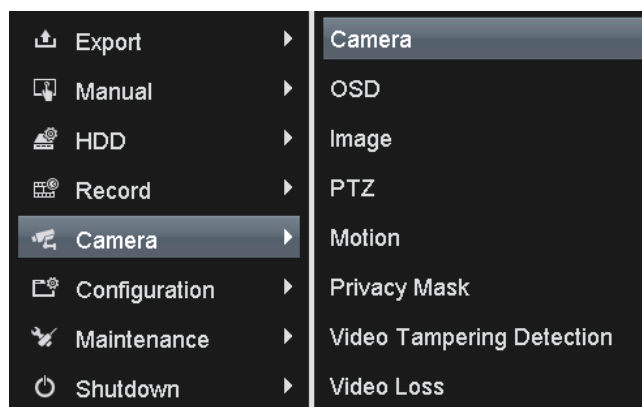 Export
Manual
HDD
Record
Camera
Configuration
Maintenance
Shutdown
Camera
OSD
Image
PTZ
Motion
Privacy Mask
Video Tampering Detection
Video Loss